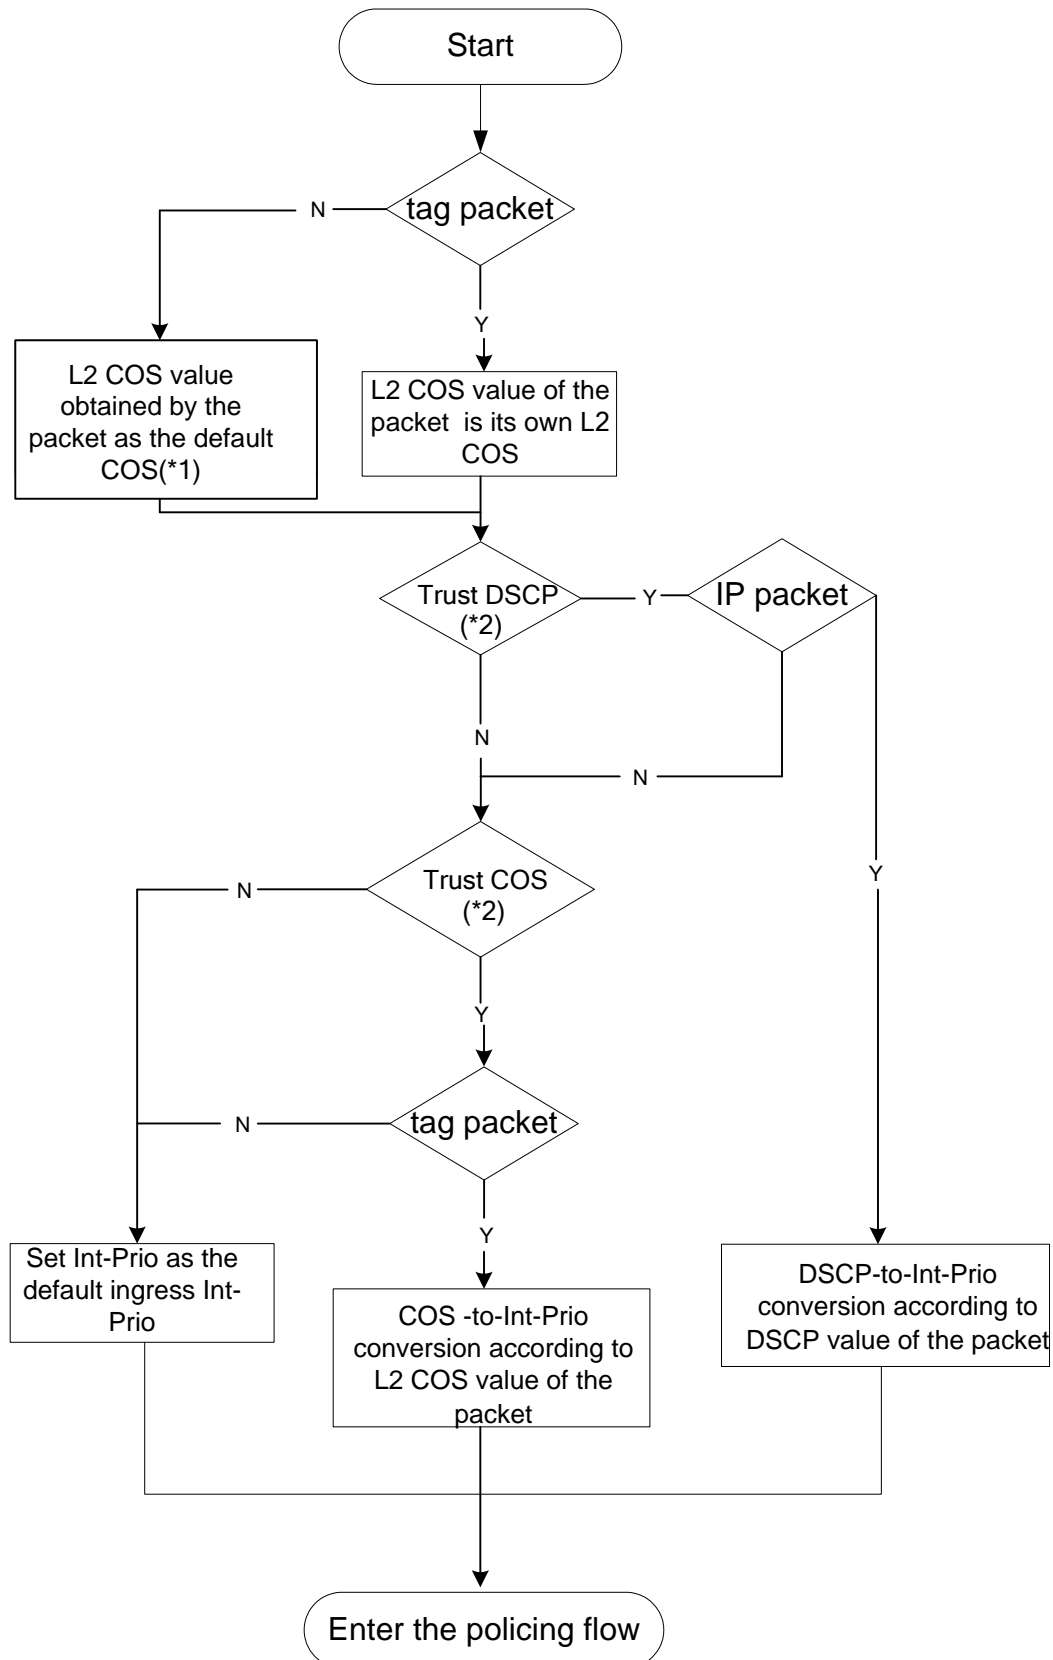 Start
tag packet
N
Y
L2 COS value
obtained by the
packet as the default
COS(*1)
L2 COS value of the
packet  is its own L2
COS
Trust DSCP
(*2)
Y
IP packet
N
N
Y
Trust COS
(*2)
N
Y
tag packet
N
Y
Set Int-Prio as the
default ingress Int-
Prio
COS -to-Int-Prio
conversion according to
L2 COS value of the
packet
DSCP-to-Int-Prio
conversion according to
DSCP value of the packet
Enter the policing flow